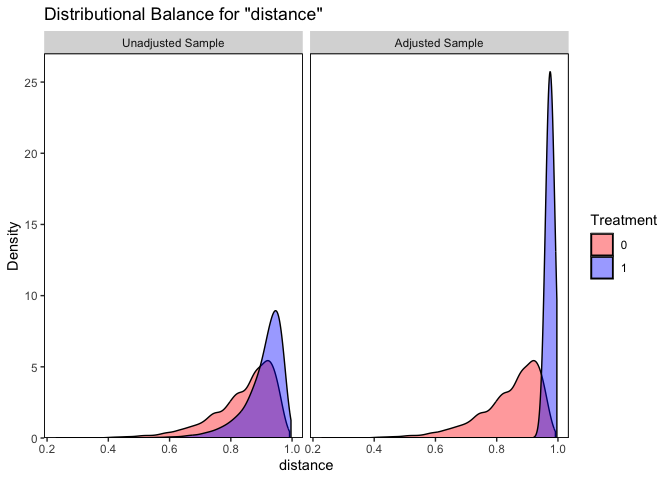 Distributional Balance for "distance"
Unadjusted Sample
Adjusted Sample
25
20
15
10
5
0
Density
0.2 0.4 0.6 0.8 1.0
0.2 0.4 0.6 0.8 1.0
distance
Treatment
0
1